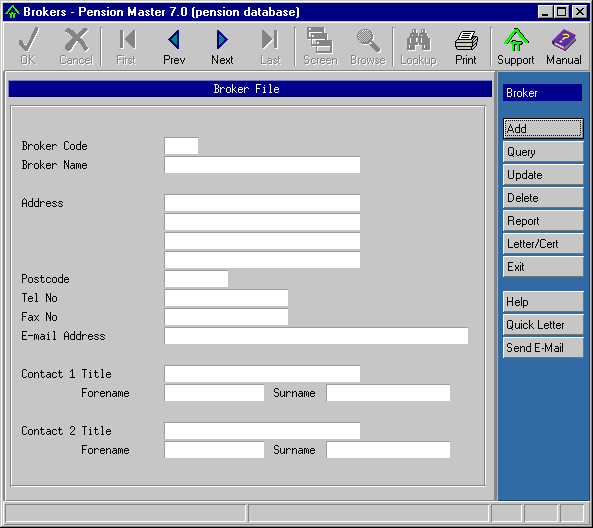 Brokers - Pension Master 7.0 (pension database)
OK Cancel First Prev Next Last Screen Browse Lookup Print Support Manual
Broker File
Broker Code
Broker Name
Address
Postcode
Tel No
Fax No
E-mail Address
Contact 1 Title
Forename Surname
Contact 2 Title
Forename Surname
Broker
Add
Query
Update
Delete
Report
Letter/Cert
Exit
Help
Quick Letter
Send E-Mail